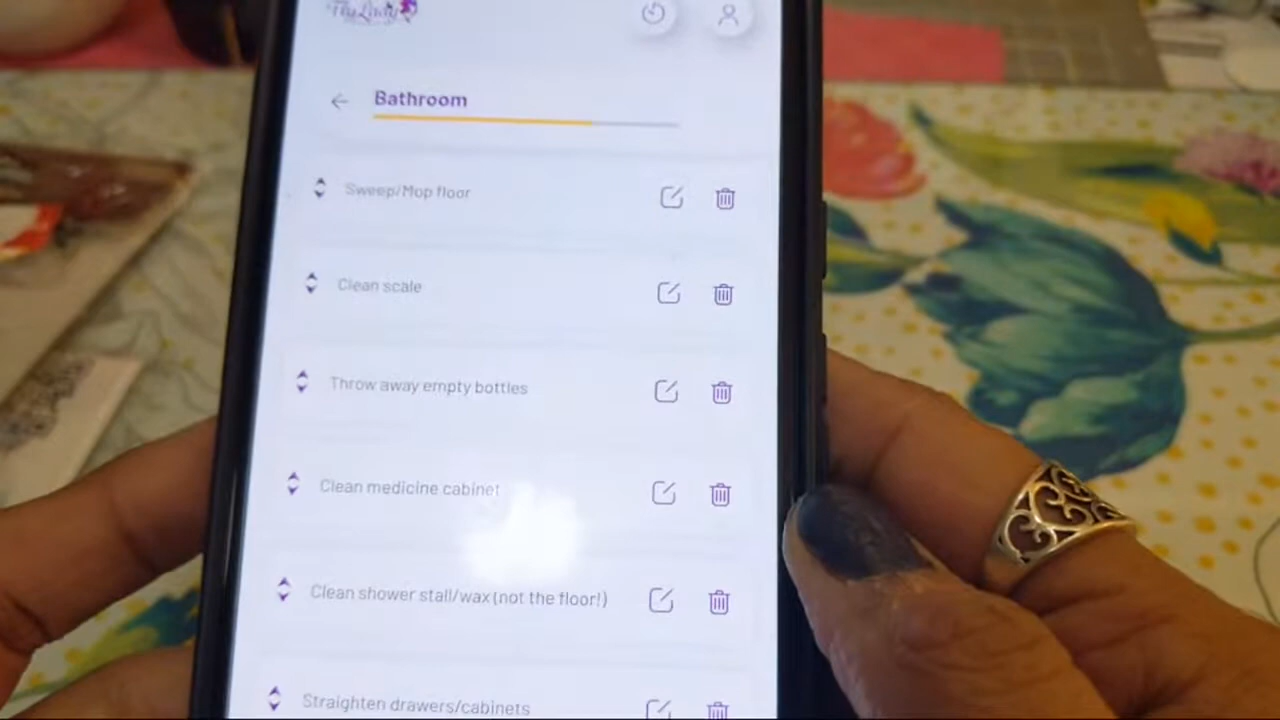 FlyLady
Bathroom
Sweep/Mop floor
Clean scale
Throw away empty bottles
Clean medicine cabinet
Clean shower stall/wax(not the floor!)
Straighten drawers/cabinets